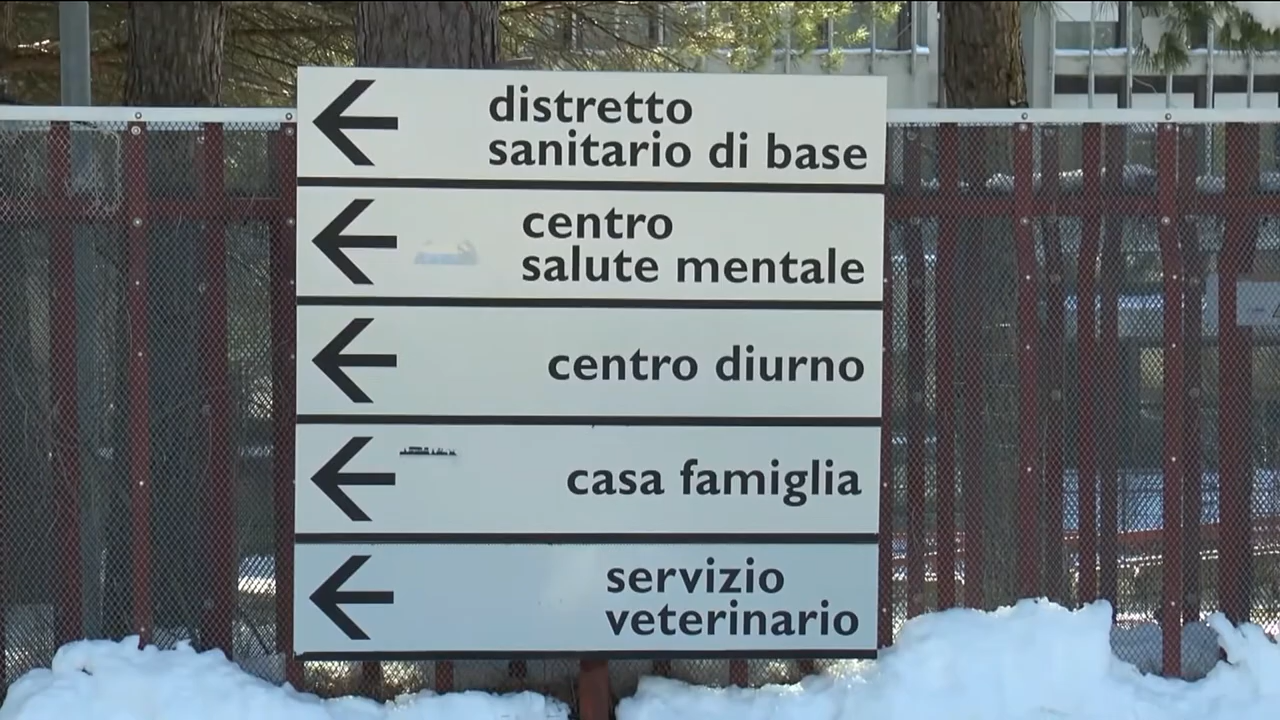 distretto
sanitario di base
centro
salute mentale
centro diurno
casa famiglia
servizio
veterinario